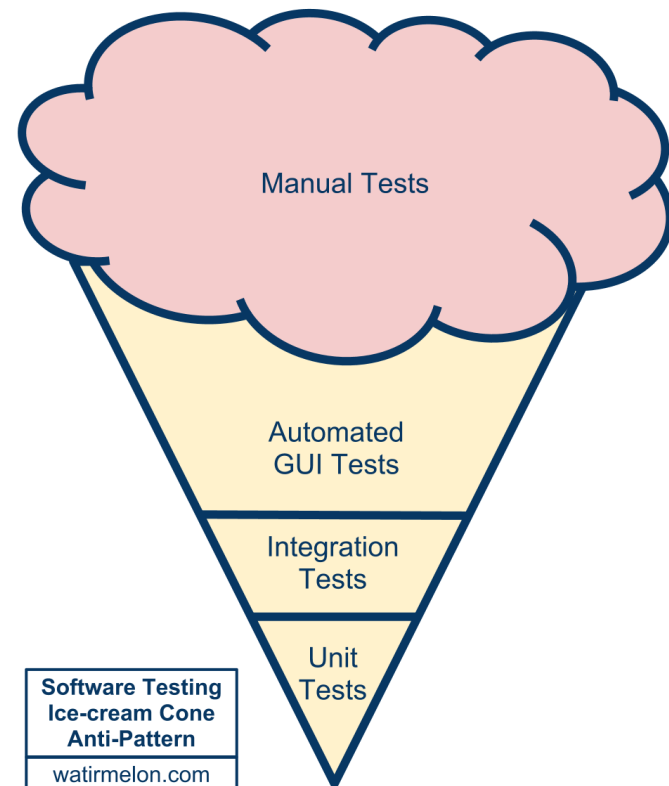 Manual Tests
Automated
GUI Tests
Integration
Tests
Unit
Tests
Software Testing
Ice-cream Cone
Anti-Pattern
watirmelon.com